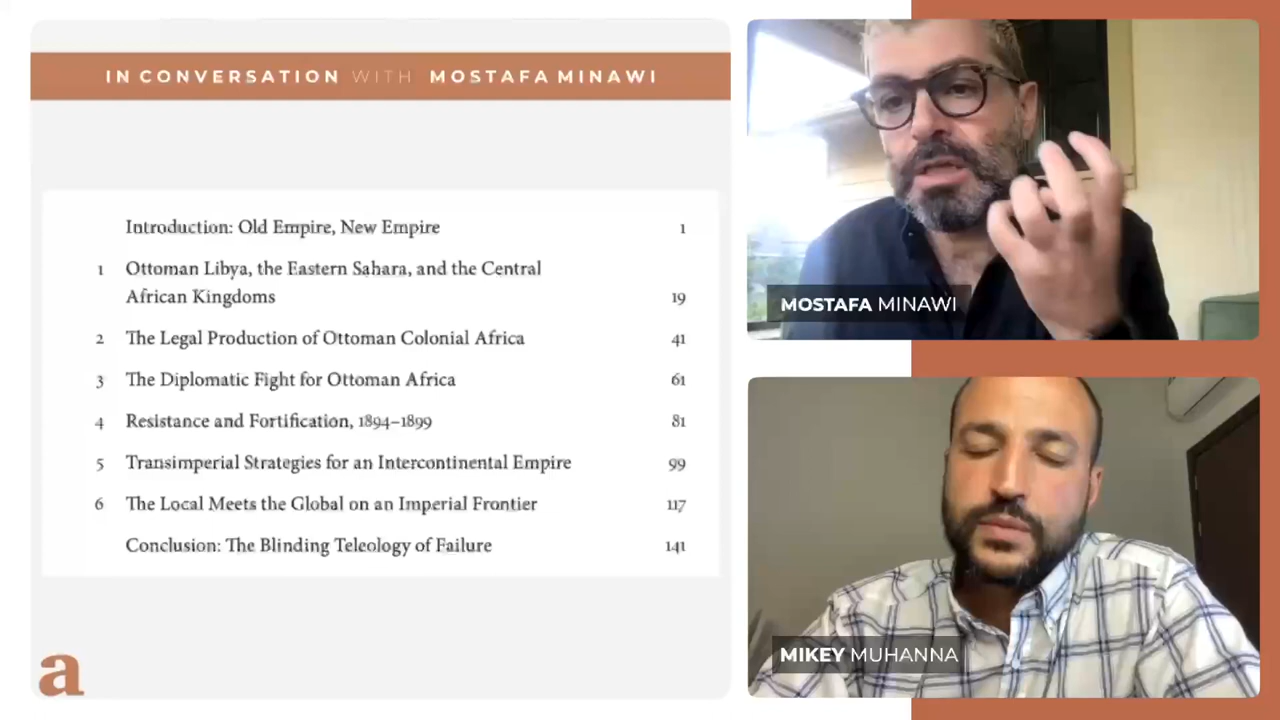 IN CONVERSATION WITH MOSTAFA MINAWI
Introduction: Old Empire, New Empire 1
1 Ottoman Libya, the Eastern Sahara, and the Central
African Kingdoms 19
2 The Legal Production of Ottoman Colonial Africa 41
3 The Diplomatic Fight for Ottoman Africa 61
4 Resistance and Fortification, 1894–1899 81
5 Transimperial Strategies for an Intercontinental Empire 99
6 The Local Meets the Global on an Imperial Frontier 117
Conclusion: The Blinding Teleology of Failure 141
a
MOSTAFA MINAWI
MIKEY MUHANNA